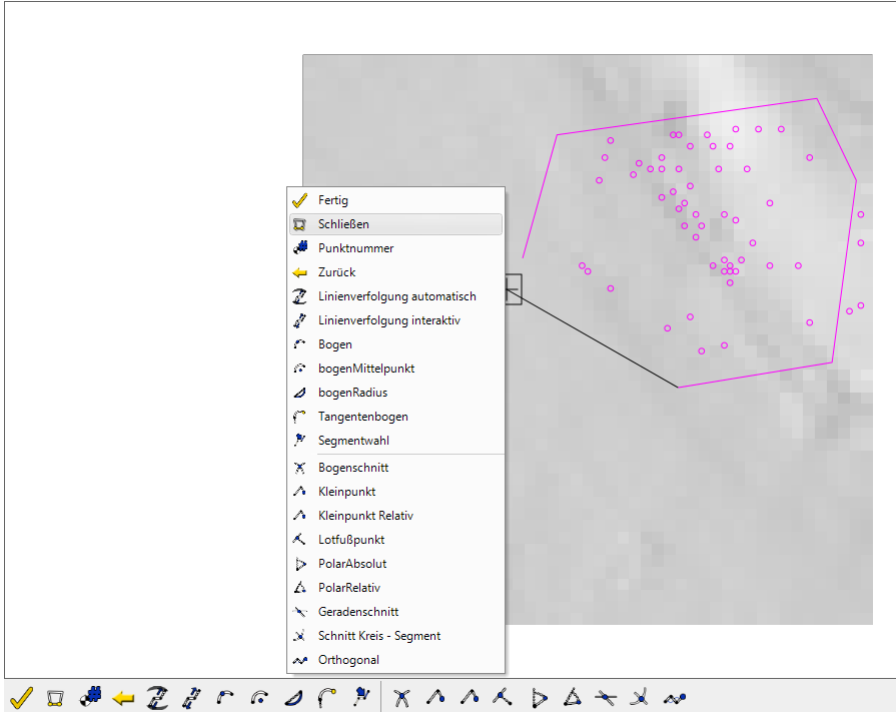 Fertig
Schließen
Punktnummer
Zurück
Linienverfolgung automatisch
Linienverfolgung interaktiv
Bogen
bogenMittelpunkt
bogenRadius
Tangentenbogen
Segmentwahl
Bogenschnitt
Kleinpunkt
Kleinpunkt Relativ
Lotfußpunkt
PolarAbsolut
PolarRelativ
Geradenschnitt
Schnitt Kreis - Segment
Orthogonal